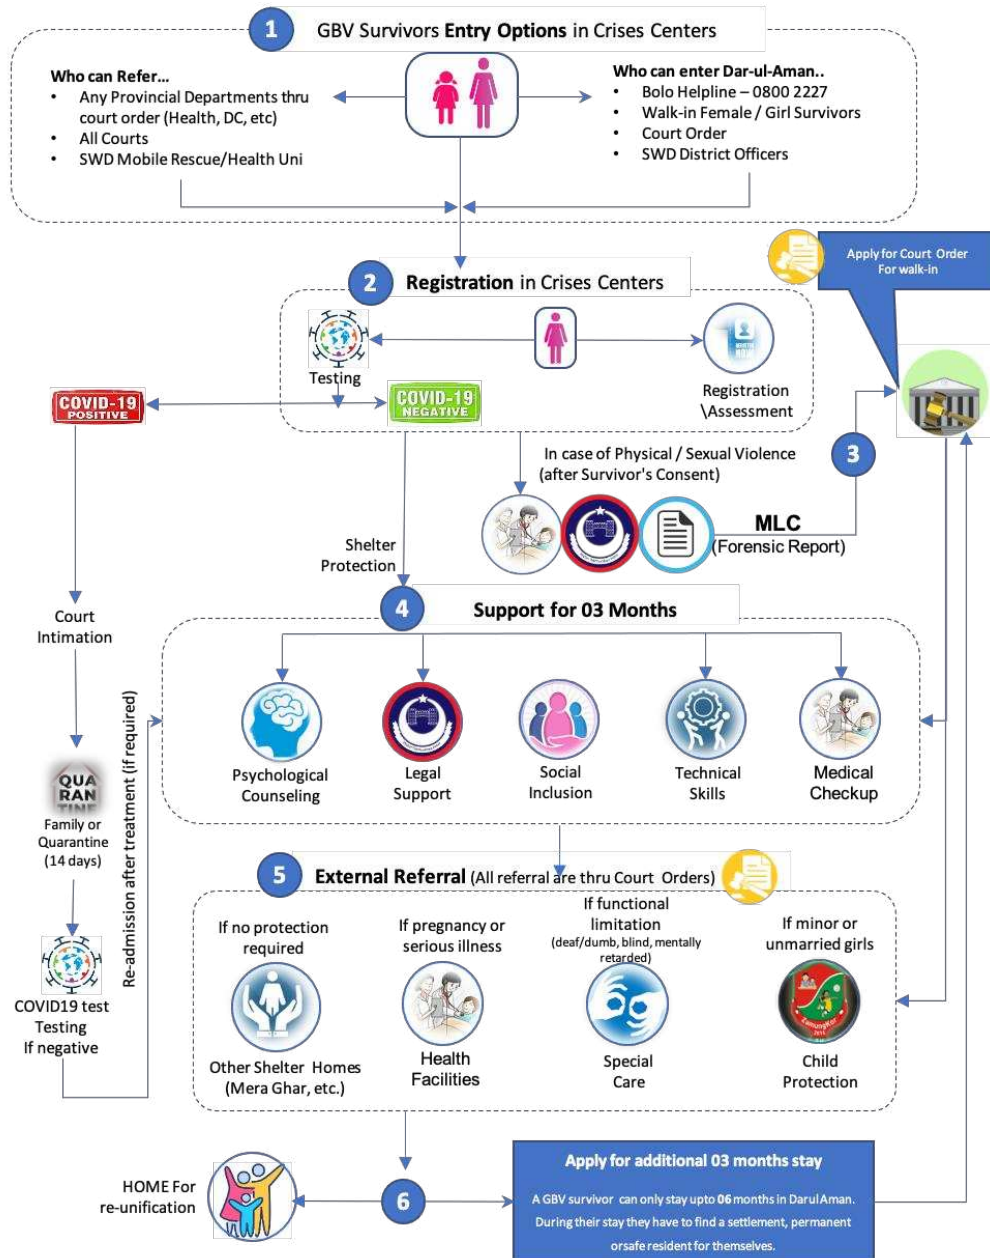 1 GBV Survivors Entry Options in Crises Centers
Who can Refer...
• Any Provincial Departments thru
court order (Health, DC, etc)
• All Courts
• SWD Mobile Rescue/Health Uni
Who can enter Dar-ul-Aman..
• Bolo Helpline – 0800 2227
• Walk-in Female / Girl Survivors
• Court Order
• SWD District Officers
Apply for Court Order
For walk-in
2 Registration in Crises Centers
Testing
Registration
\Assessment
COVID-19
POSITIVE
COVID-19
NEGATIVE
3
In case of Physical / Sexual Violence
(after Survivor's Consent)
MLC
(Forensic Report)
Shelter
Protection
4 Support for 03 Months
Court
Intimation
Psychological
Counseling
Legal
Support
Social
Inclusion
Technical
Skills
Medical
Checkup
QUA
RAN
TINE
Family or
Quarantine
(14 days)
Re-admission after treatment (if required)
5 External Referral (All referral are thru Court Orders)
If no protection
required
If pregnancy or
serious illness
If functional
limitation
(deaf/dumb, blind, mentally
retarded)
If minor or
unmarried girls
COVID19 test
Testing
If negative
Other Shelter Homes
(Mera Ghar, etc.)
Health
Facilities
Special
Care
ZamungKor
Child
Protection
HOME For
re-unification
6
Apply for additional 03 months stay
A GBV survivor can only stay upto 06 months in DarulAman.
During their stay they have to find a settlement, permanent
orsafe resident for themselves.